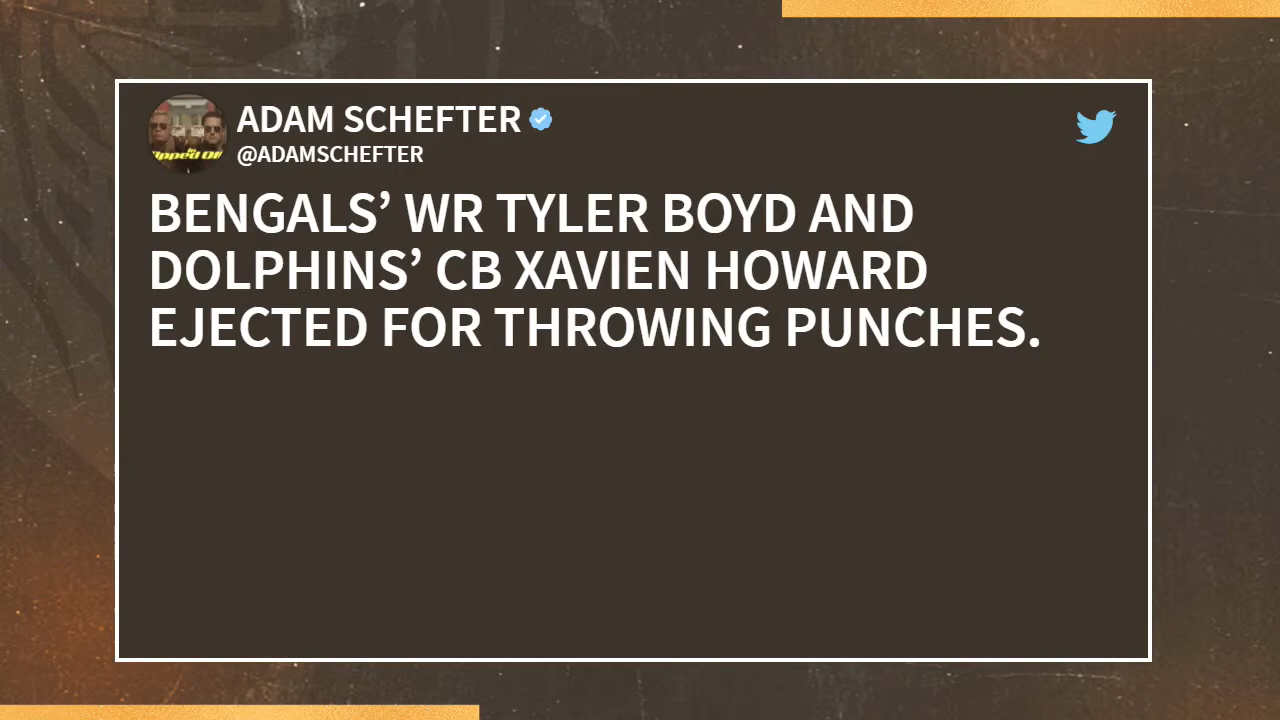 ADAM SCHEFTER
@ADAMSCHEFTER
BENGALS’ WR TYLER BOYD AND
DOLPHINS’ CB XAVIEN HOWARD
EJECTED FOR THROWING PUNCHES.